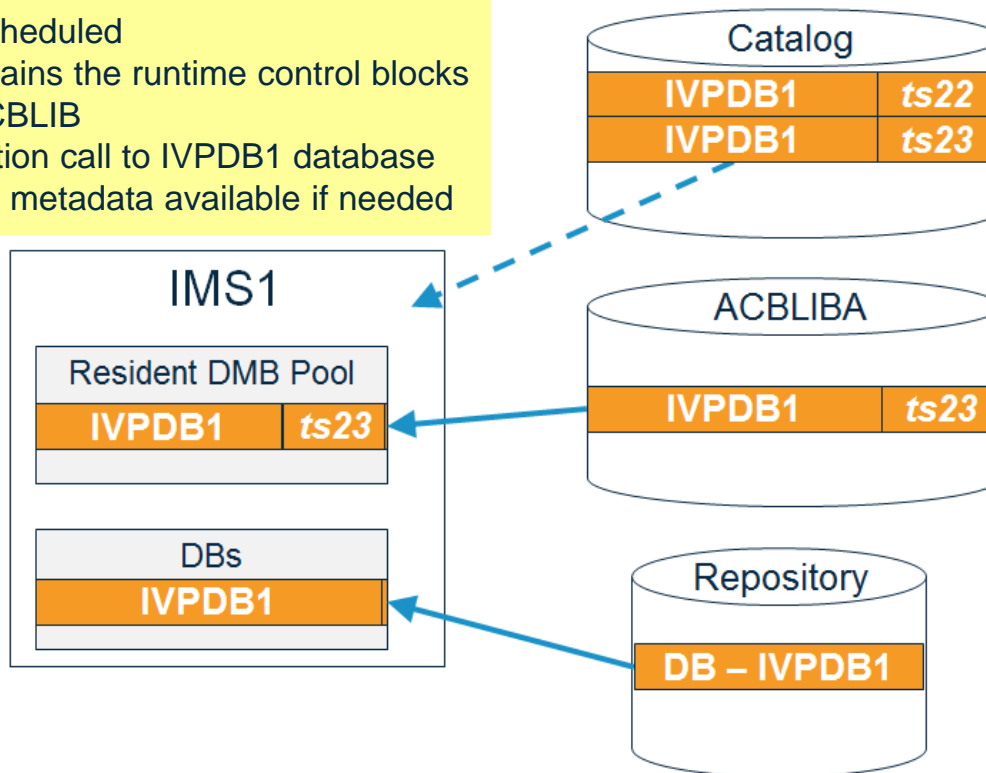 heduled
ains the runtime control blocks
CBLIB
tion call to IVPDB1 database
metadata available if needed
Catalog
IVPDB1 ts22
IVPDB1 ts23
IMS1
Resident DMB Pool
IVPDB1 ts23
ACBLIBA
IVPDB1 ts23
DBs
IVPDB1
Repository
DB – IVPDB1